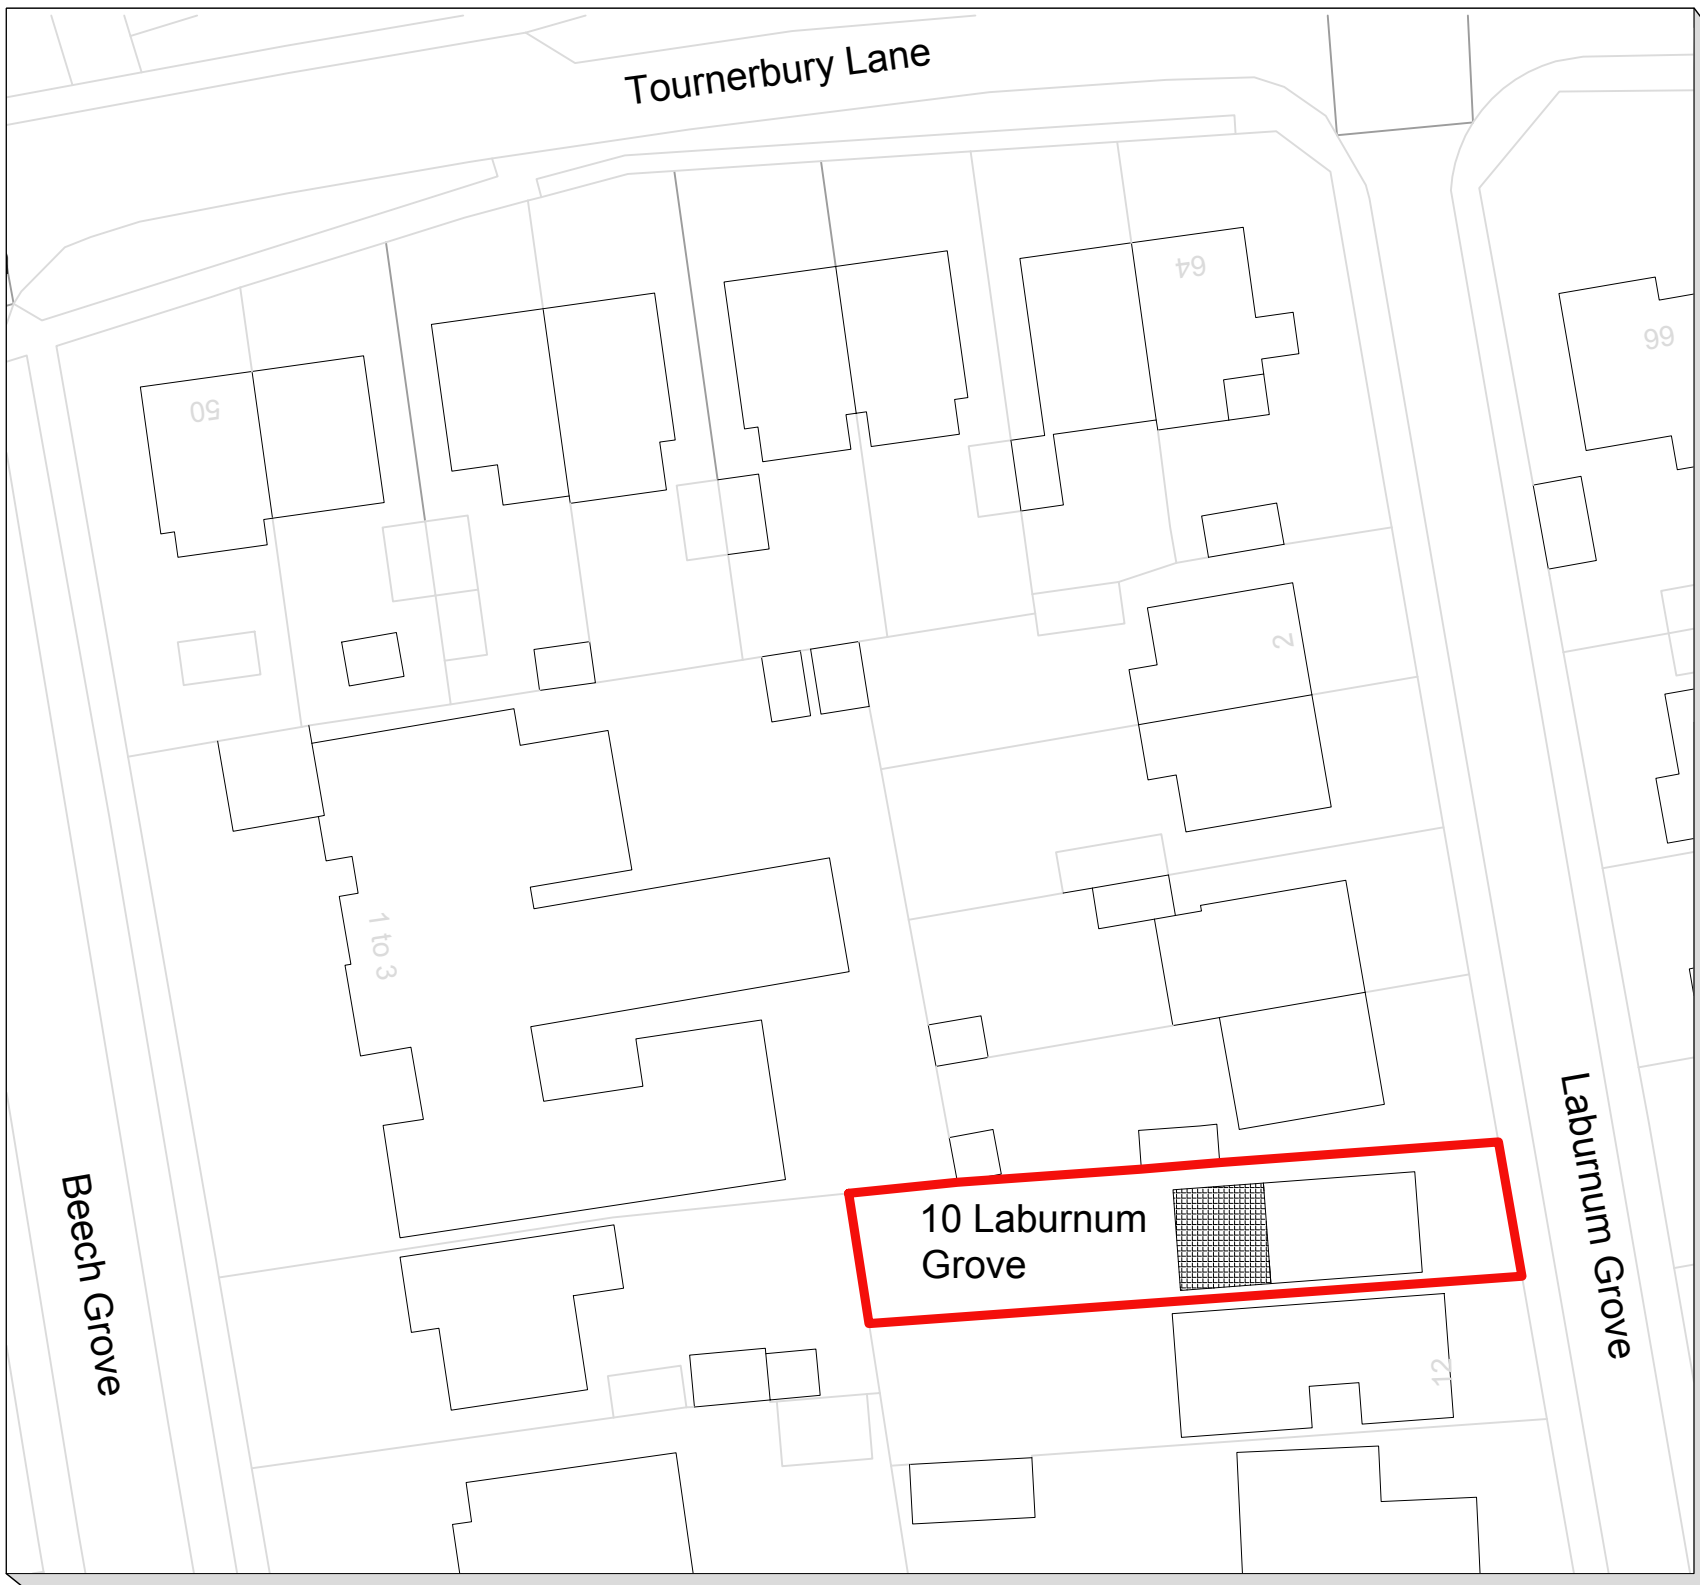 Tournerbury Lane
64
66
50
2
1 to 3
Laburnum Grove
Beech Grove
10 Laburnum
Grove
12